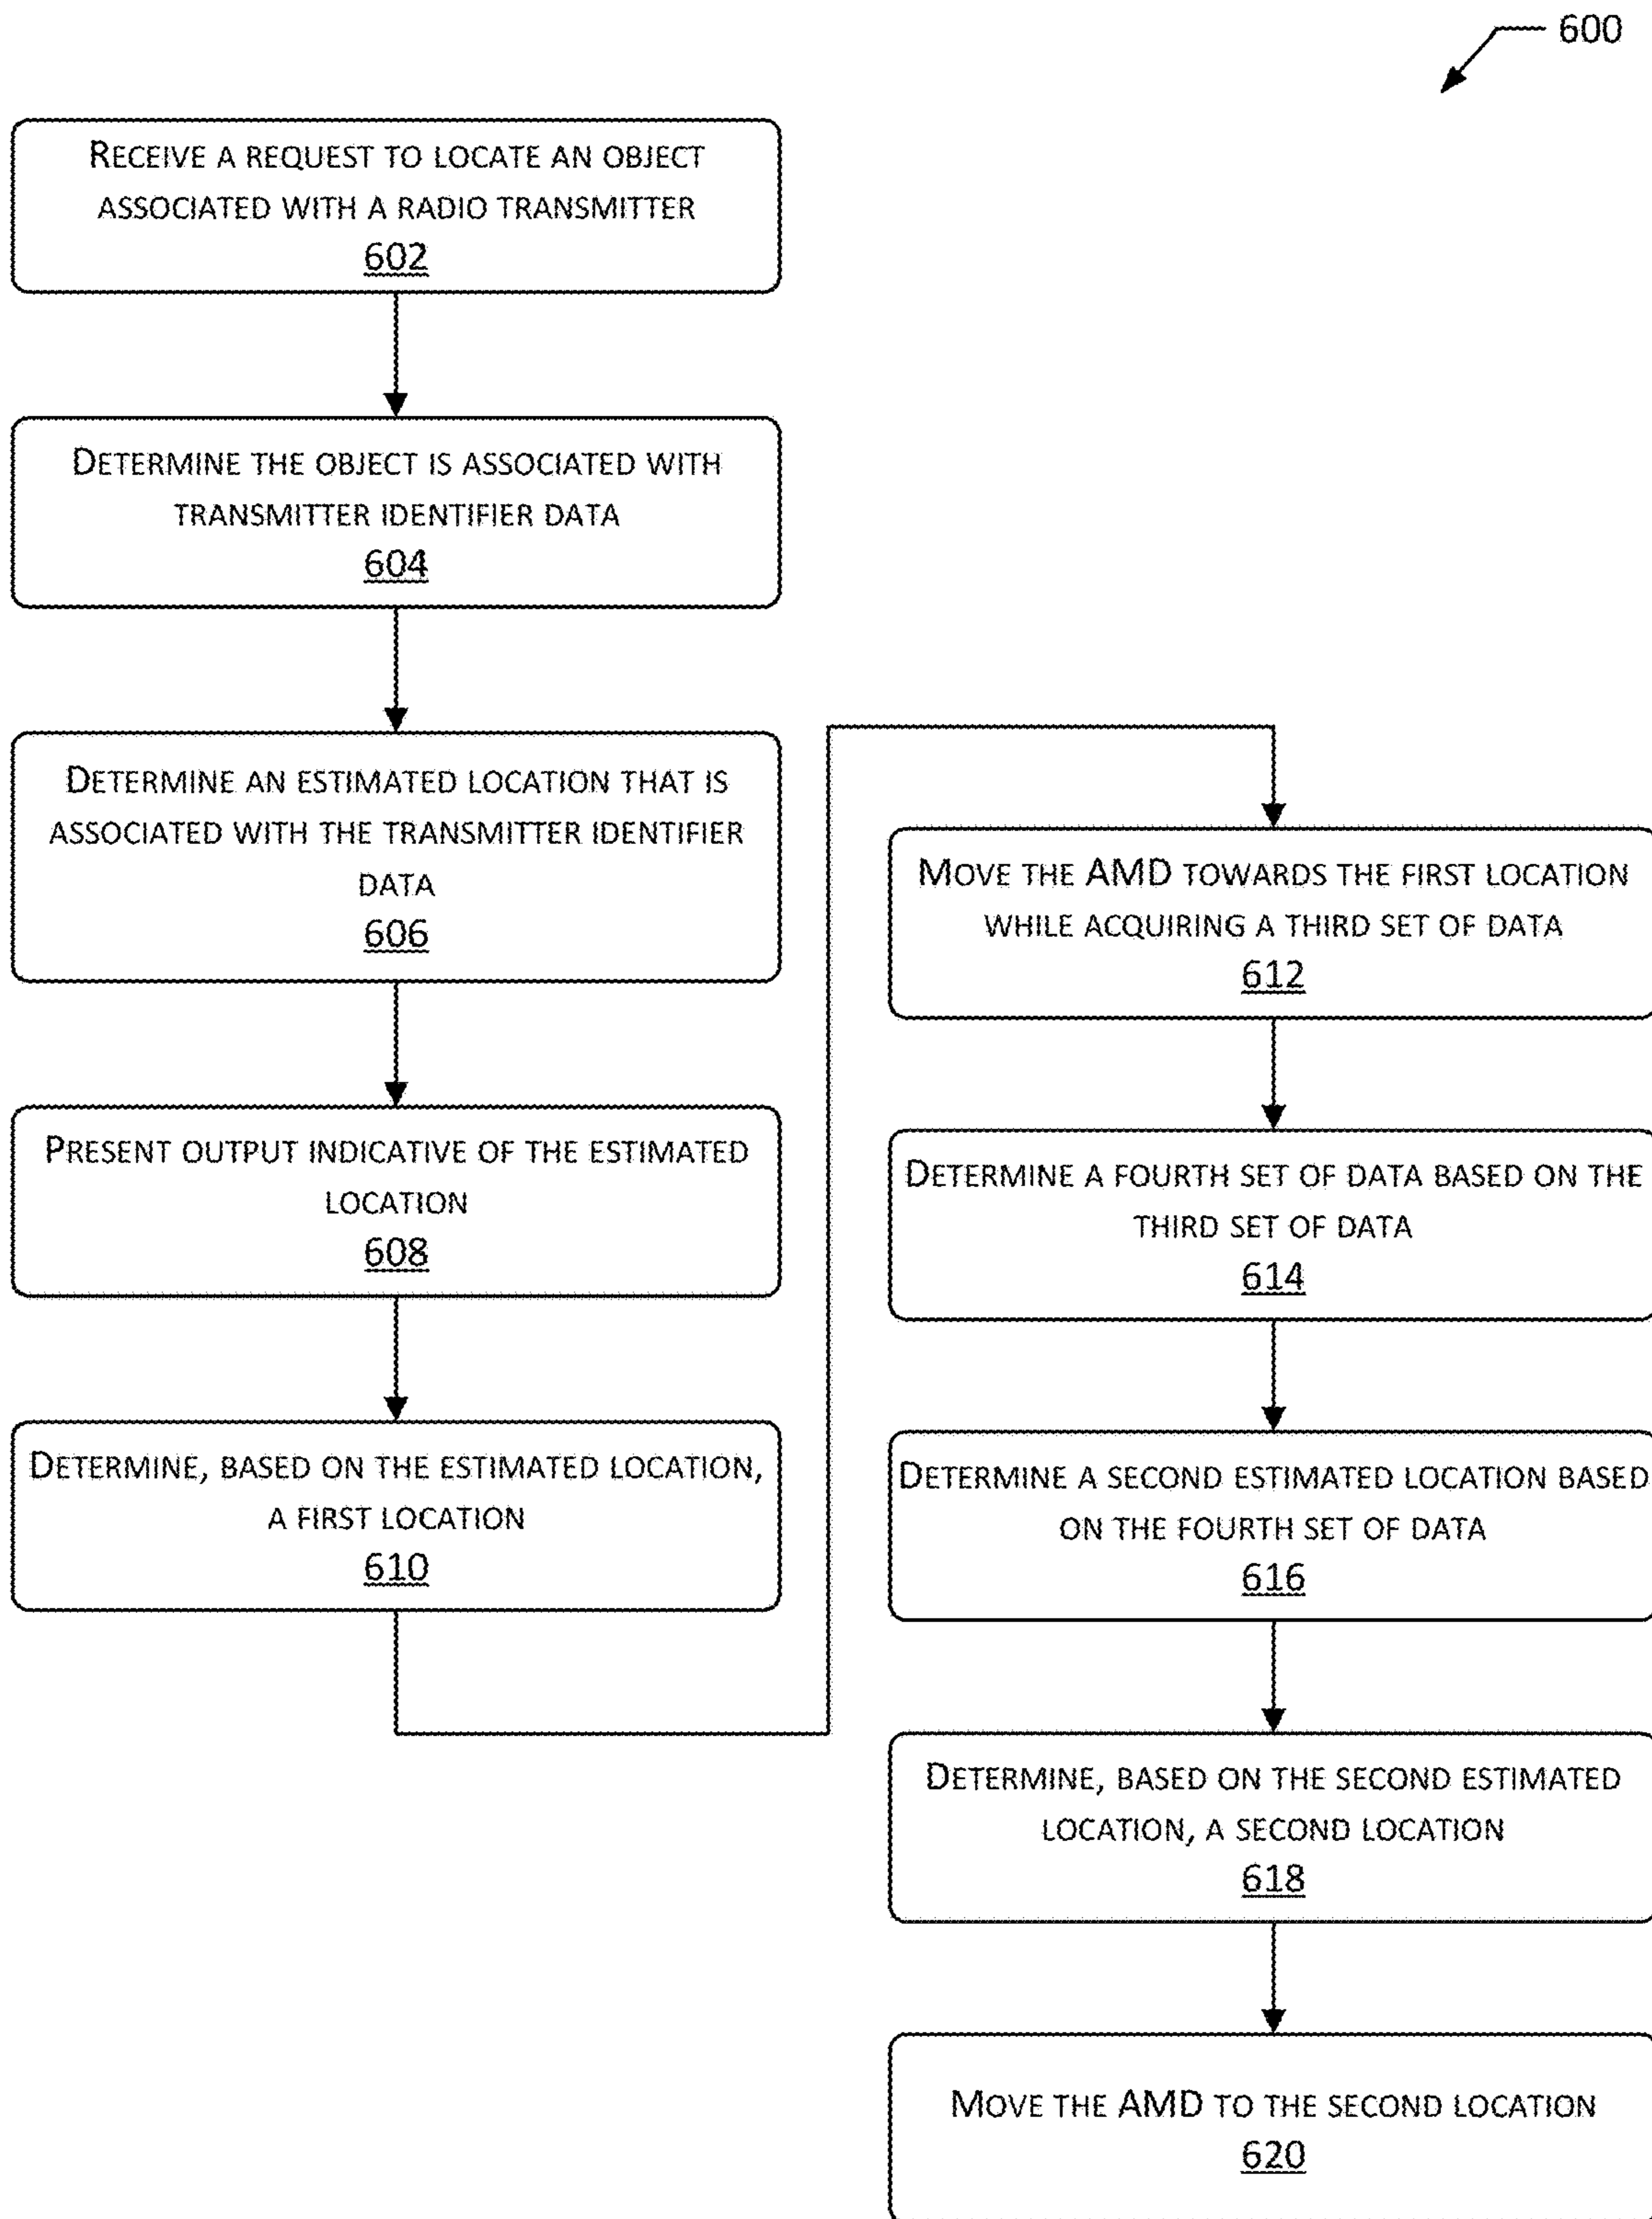 600
RECEIVE A REQUEST TO LOCATE AN OBJECT
ASSOCIATED WITH A RADIO TRANSMITTER
602
DETERMINE THE OBJECT IS ASSOCIATED WITH
TRANSMITTER IDENTIFIER DATA
604
DETERMINE AN ESTIMATED LOCATION THAT IS
ASSOCIATED WITH THE TRANSMITTER IDENTIFIER
DATA
606
PRESENT OUTPUT INDICATIVE OF THE ESTIMATED
LOCATION
608
DETERMINE, BASED ON THE ESTIMATED LOCATION,
A FIRST LOCATION
610
MOVE THE AMD TOWARDS THE FIRST LOCATION
WHILE ACQUIRING A THIRD SET OF DATA
612
DETERMINE A FOURTH SET OF DATA BASED ON THE
THIRD SET OF DATA
614
DETERMINE A SECOND ESTIMATED LOCATION BASED
ON THE FOURTH SET OF DATA
616
DETERMINE, BASED ON THE SECOND ESTIMATED
LOCATION, A SECOND LOCATION
618
MOVE THE AMD TO THE SECOND LOCATION
620